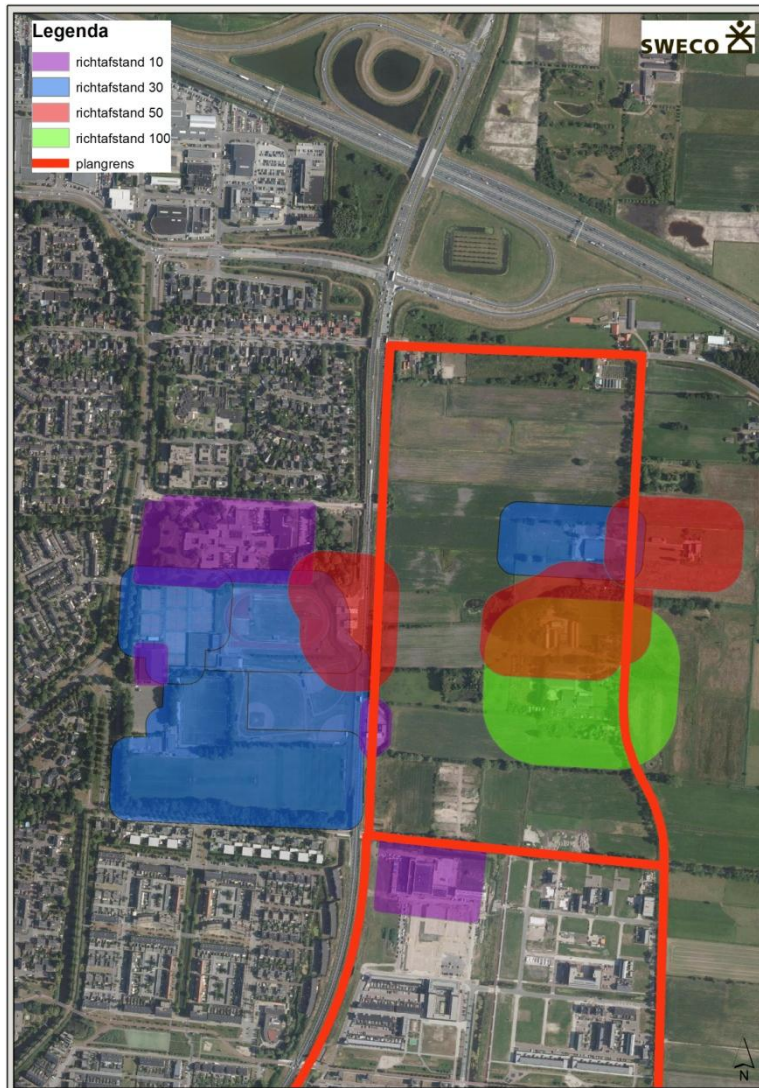 Legenda
richtafstand 10
richtafstand 30
richtafstand 50
richtafstand 100
plangrens
SWECO
N